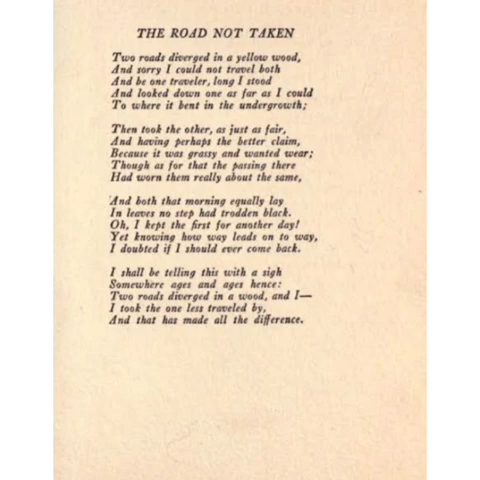 THE ROAD NOT TAKEN
Two roads diverged in a yellow wood,
And sorry I could not travel both
And be one traveler, long I stood
And looked down one as far as I could
To where it bent in the undergrowth;
Then took the other, as just as fair,
And having perhaps the better claim,
Because it was grassy and wanted wear;
Though as for that the passing there
Had worn them really about the same,
And both that morning equally lay
In leaves no step had trodden black.
Oh, I kept the first for another day!
Yet knowing how way leads on to way,
I doubted if I should ever come back.
I shall be telling this with a sigh
Somewhere ages and ages hence:
Two roads diverged in a wood, and I—
I took the one less traveled by,
And that has made all the difference.